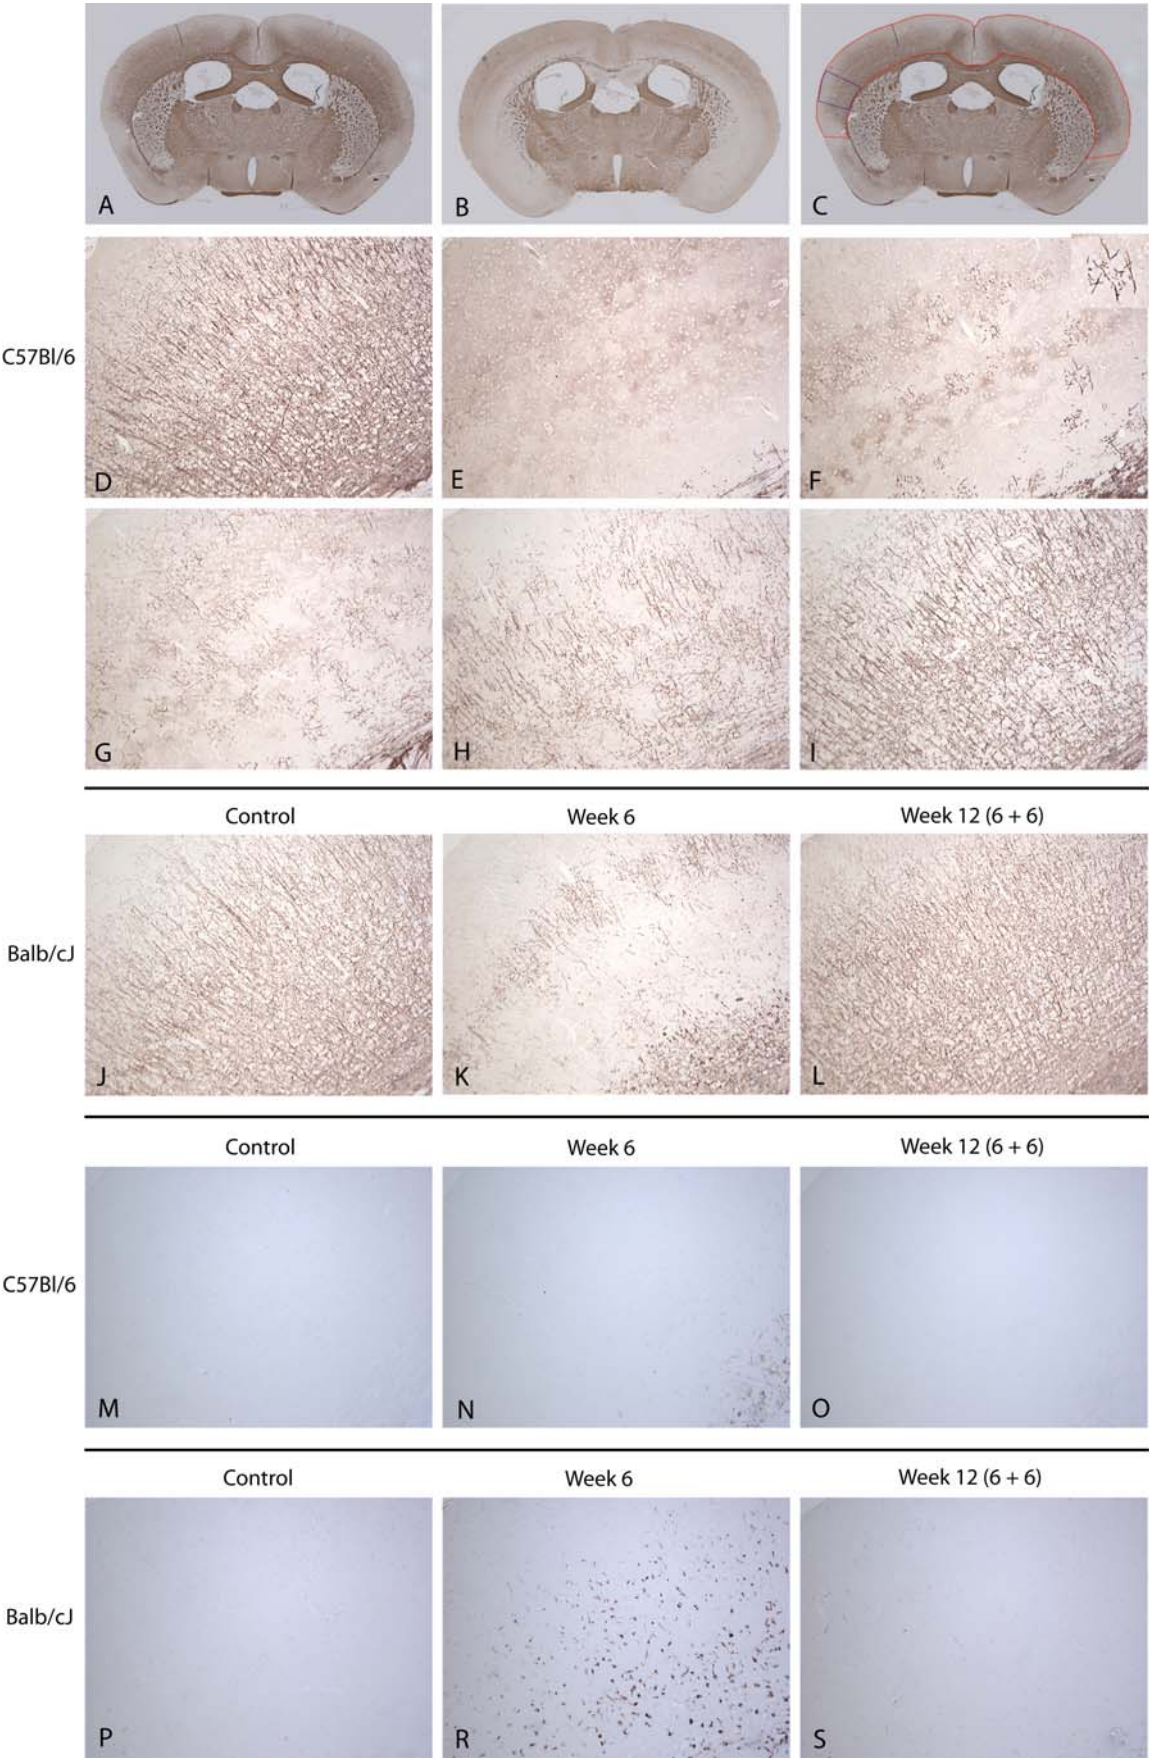 A
B
C
C57Bl/6
D
E
F
G
H
I
Control
Week 6
Week 12 (6 + 6)
Balb/cJ
J
K
L
Control
Week 6
Week 12 (6 + 6)
C57Bl/6
M
N
O
Control
Week 6
Week 12 (6 + 6)
Balb/cJ
P
R
S